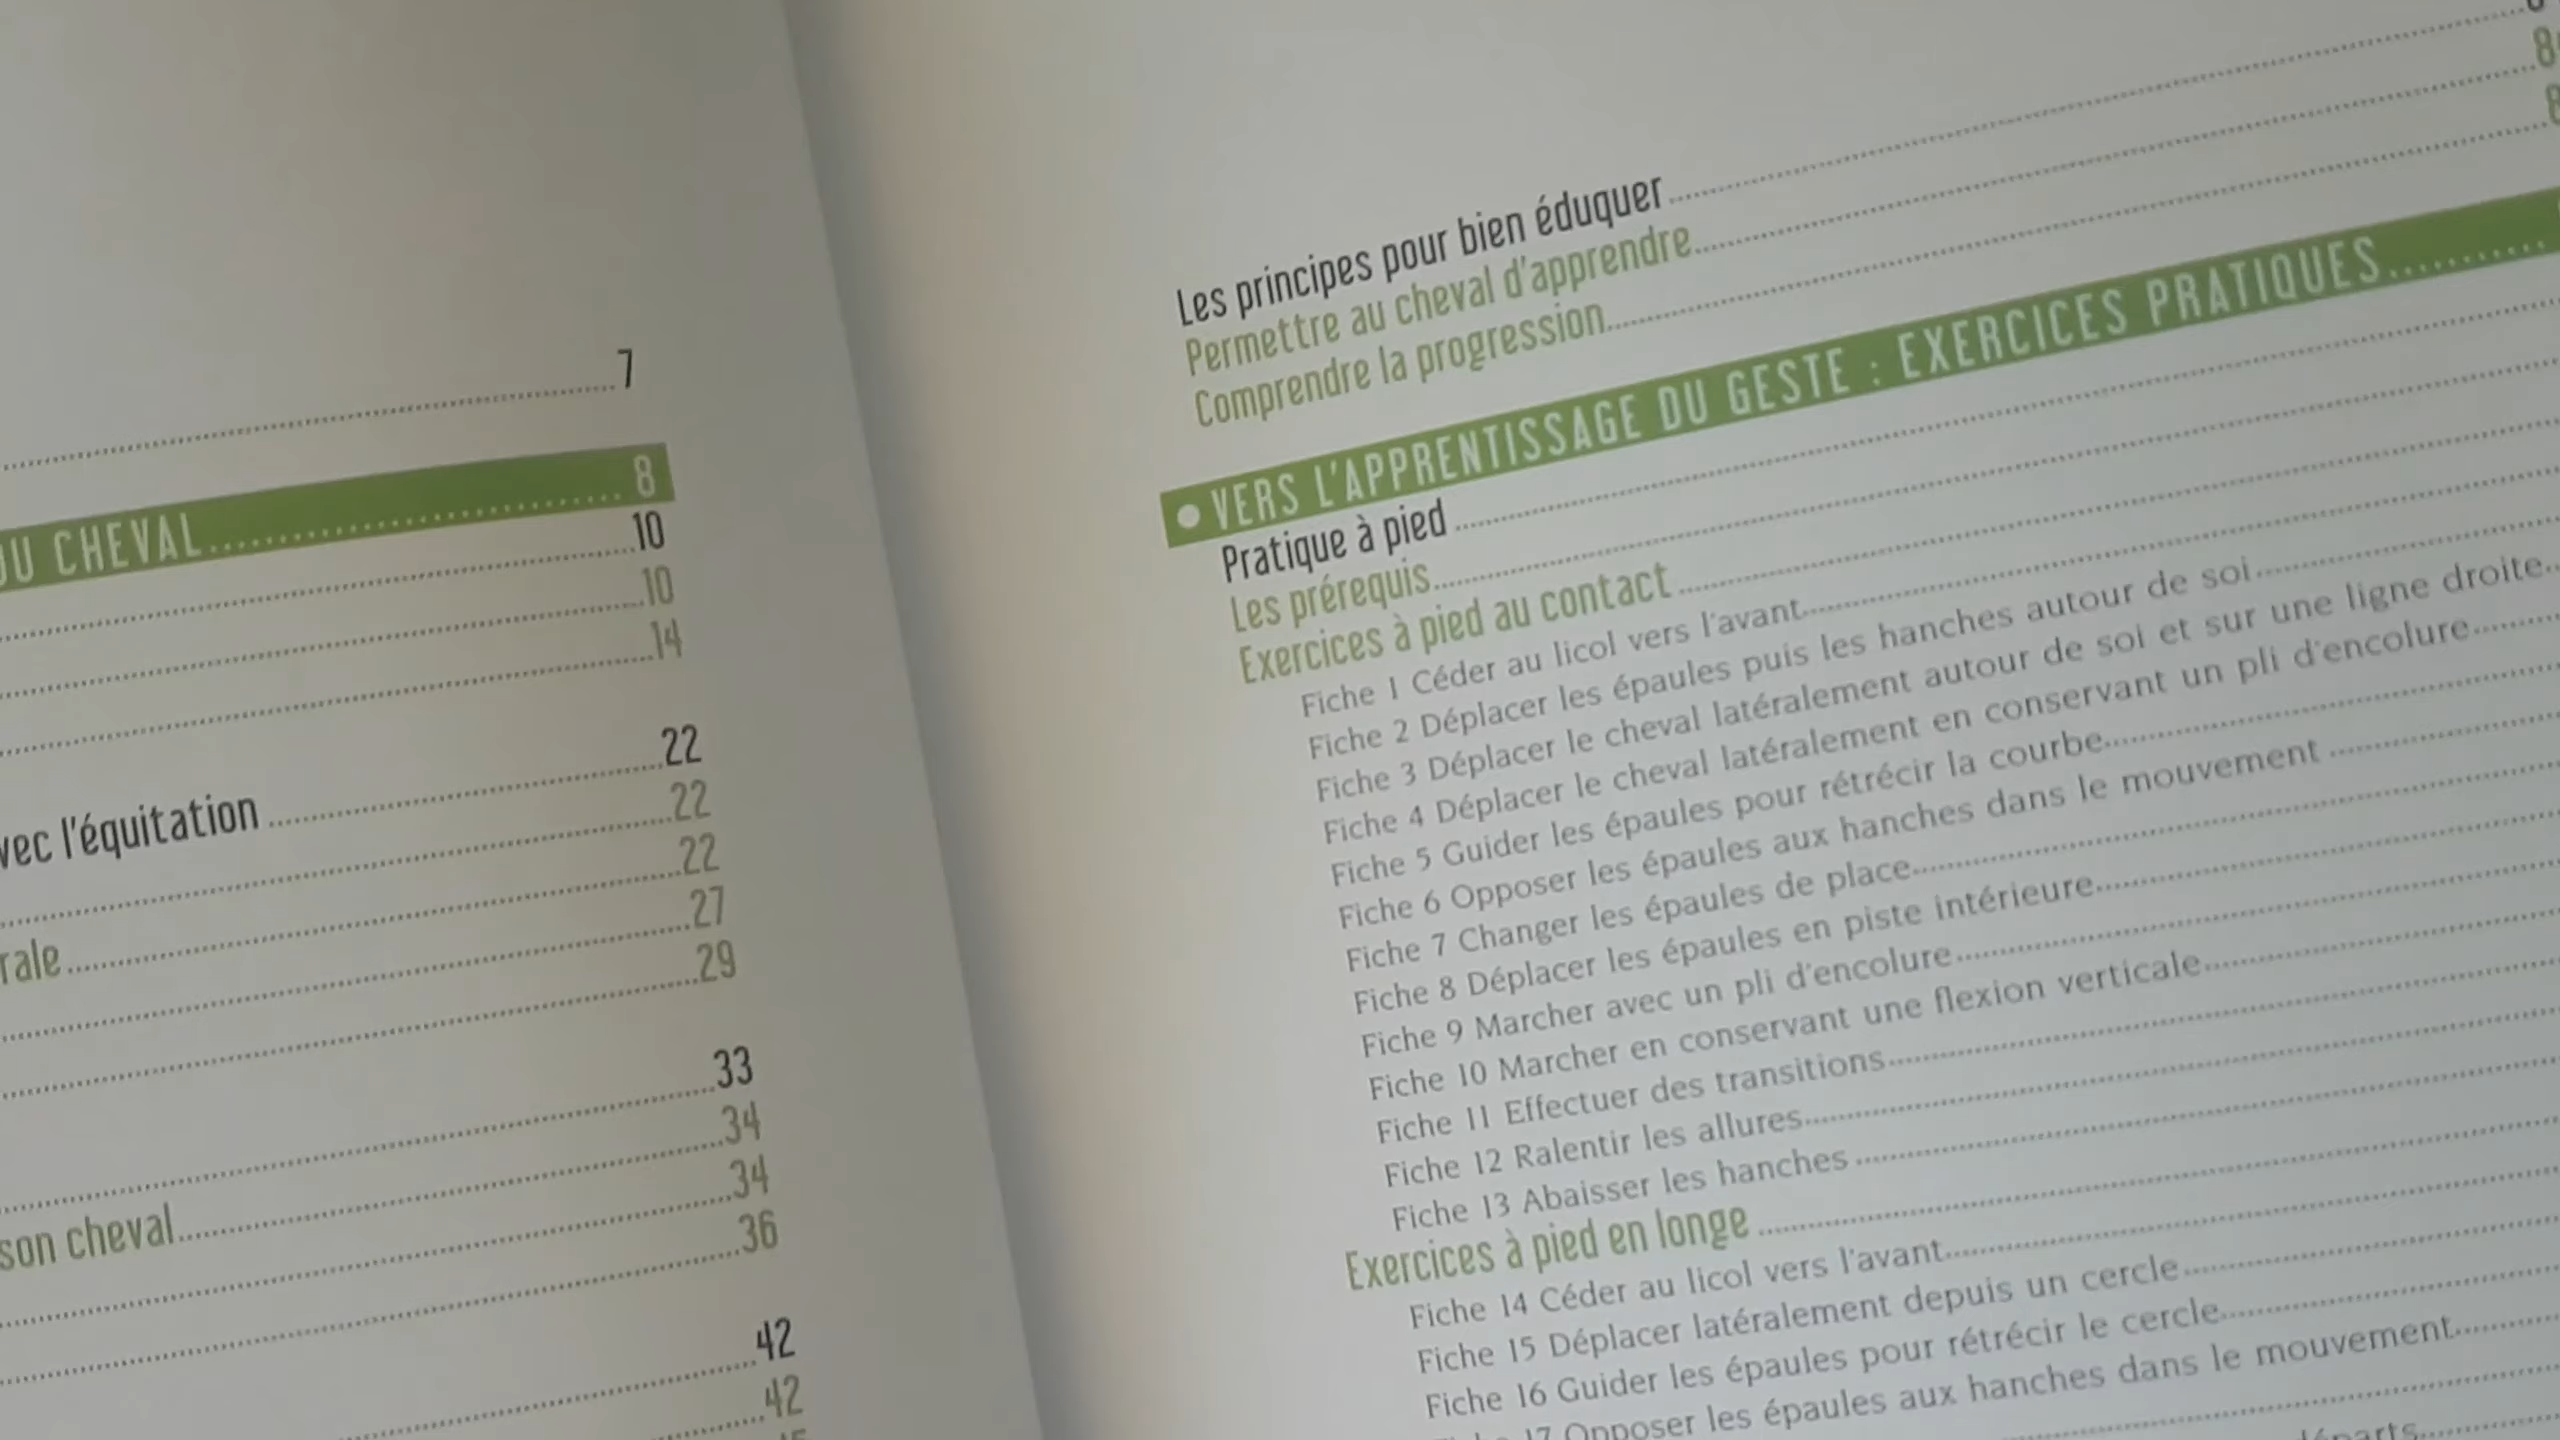 .....7
DU CHEVAL.....8
.....10
.....10
.....14
.....22
vec l'équitation.....22
.....22
rale.....27
.....29
.....33
.....34
son cheval.....34
.....36
.....42
.....42
Les principes pour bien éduquer.....
Permettre au cheval d'apprendre.....
Comprendre la progression.....
● VERS L'APPRENTISSAGE DU GESTE : EXERCICES PRATIQUES.....
Pratique à pied.....
Les prérequis.....
Exercices à pied au contact.....
Fiche 1 Céder au licol vers l'avant.....
Fiche 2 Déplacer les épaules puis les hanches autour de soi.....
Fiche 3 Déplacer le cheval latéralement autour de soi et sur une ligne droite.....
Fiche 4 Déplacer le cheval latéralement en conservant un pli d'encolure.....
Fiche 5 Guider les épaules pour rétrécir la courbe.....
Fiche 6 Opposer les épaules aux hanches dans le mouvement.....
Fiche 7 Changer les épaules de place.....
Fiche 8 Déplacer les épaules en piste intérieure.....
Fiche 9 Marcher avec un pli d'encolure.....
Fiche 10 Marcher en conservant une flexion verticale.....
Fiche 11 Effectuer des transitions.....
Fiche 12 Ralentir les allures.....
Fiche 13 Abaisser les hanches.....
Exercices à pied en longe.....
Fiche 14 Céder au licol vers l'avant.....
Fiche 15 Déplacer latéralement depuis un cercle.....
Fiche 16 Guider les épaules pour rétrécir le cercle.....
17 Opposer les épaules aux hanches dans le mouvement.....
départs.....